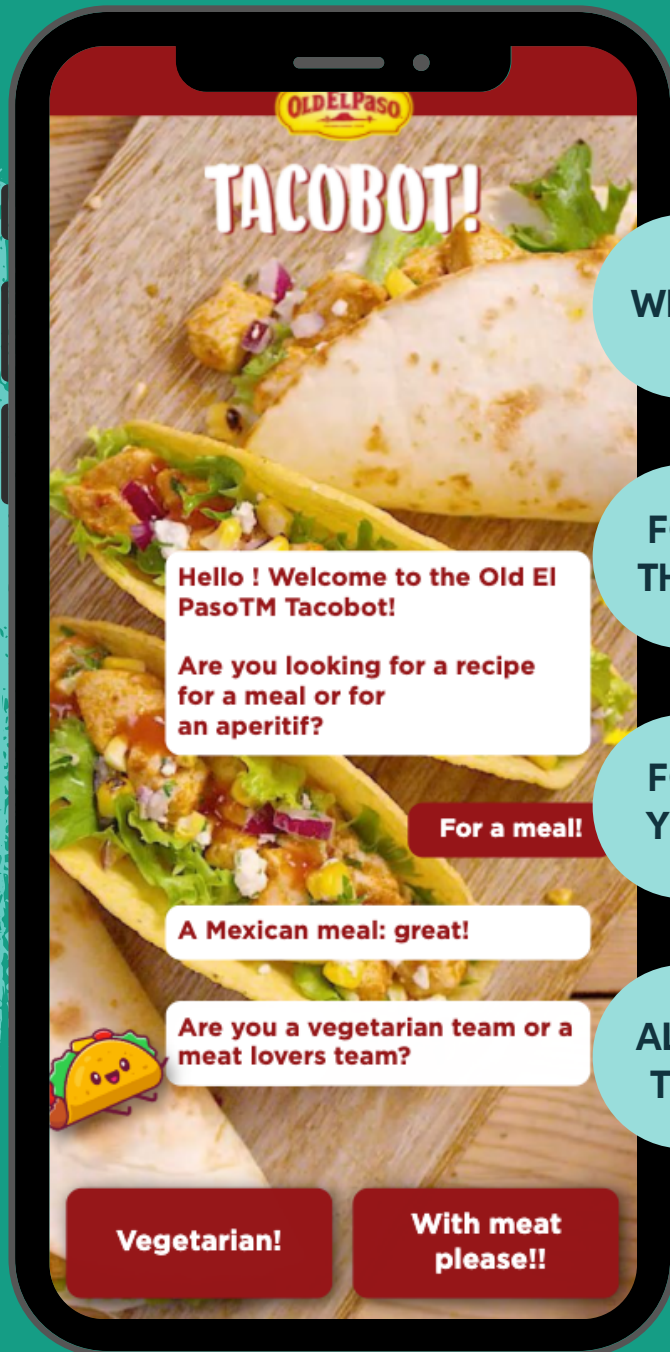 OLD EL PASO
TACOBOT!
Hello ! Welcome to the Old El
PasoTM Tacobot!
Are you looking for a recipe
for a meal or for
an aperitif?
For a meal!
A Mexican meal: great!
Are you a vegetarian team or a
meat lovers team?
Vegetarian!
With meat
please!!